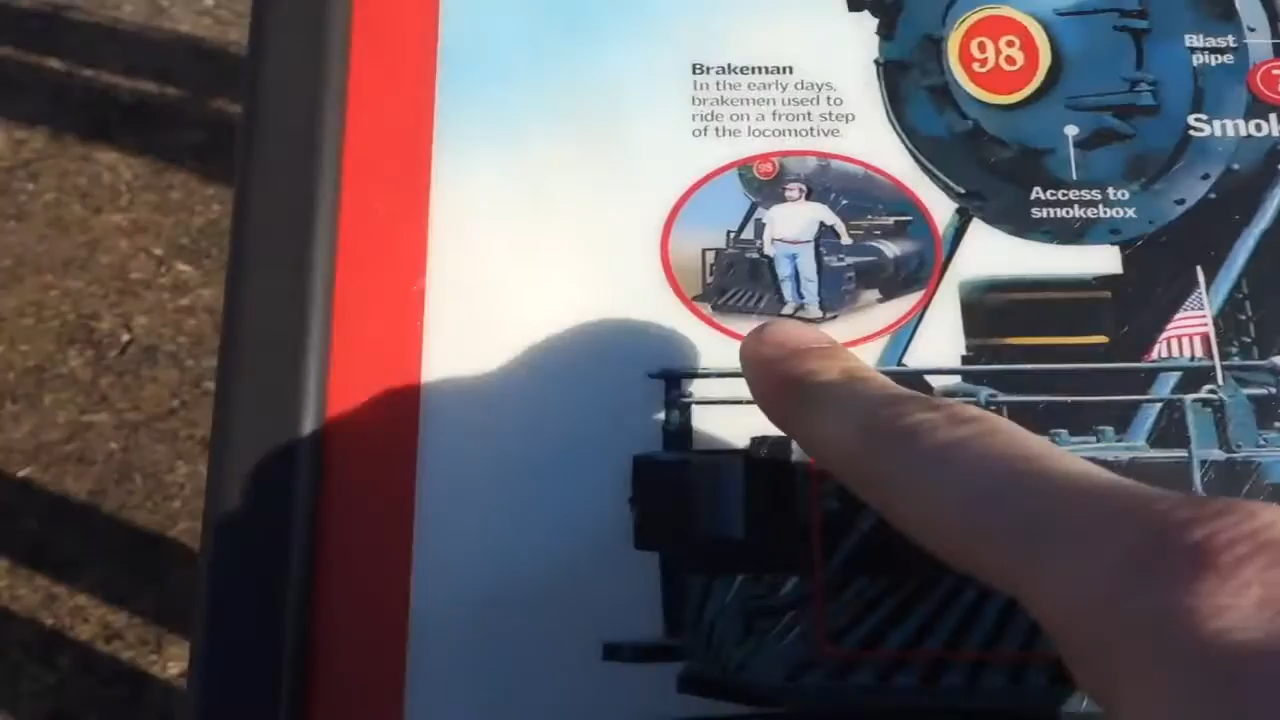 Brakeman
In the early days,
brakemen used to
ride on a front step
of the locomotive.
98
98
Blast
pipe
7
Access to
smokebox